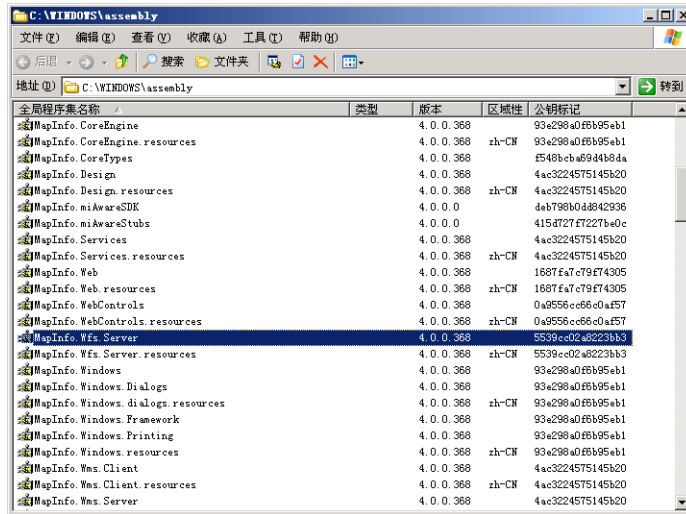 C:\WINDOWS\assembly
文件(F) 编辑(E) 查看(V) 收藏(A) 工具(T) 帮助(H)
后退 搜索 文件夹
地址(D) C:\WINDOWS\assembly 转到
全局程序集名称 类型 版本 区域性 公钥标记
MapInfo.CoreEngine 4.0.0.368 93e298a0f6b95eb1
MapInfo.CoreEngine.resources 4.0.0.368 zh-CN 93e298a0f6b95eb1
MapInfo.CoreTypes 4.0.0.368 f548bcba69d4b8da
MapInfo.Design 4.0.0.368 4ac3224575145b20
MapInfo.Design.resources 4.0.0.368 zh-CN 4ac3224575145b20
MapInfo.miAwareSDK 4.0.0.0 deb798b0dd842936
MapInfo.miAwareStubs 4.0.0.0 415d727f7227be0c
MapInfo.Services 4.0.0.368 4ac3224575145b20
MapInfo.Services.resources 4.0.0.368 zh-CN 4ac3224575145b20
MapInfo.Web 4.0.0.368 1687fa7c79f74305
MapInfo.Web.resources 4.0.0.368 zh-CN 1687fa7c79f74305
MapInfo.WebControls 4.0.0.368 0a9556cc66c0af57
MapInfo.WebControls.resources 4.0.0.368 zh-CN 0a9556cc66c0af57
MapInfo.Wfs.Server 4.0.0.368 5539cc02a8223bb3
MapInfo.Wfs.Server.resources 4.0.0.368 zh-CN 5539cc02a8223bb3
MapInfo.Windows 4.0.0.368 93e298a0f6b95eb1
MapInfo.Windows.Dialogs 4.0.0.368 93e298a0f6b95eb1
MapInfo.Windows.dialogs.resources 4.0.0.368 zh-CN 93e298a0f6b95eb1
MapInfo.Windows.Framework 4.0.0.368 93e298a0f6b95eb1
MapInfo.Windows.Printing 4.0.0.368 93e298a0f6b95eb1
MapInfo.Windows.resources 4.0.0.368 zh-CN 93e298a0f6b95eb1
MapInfo.Wms.Client 4.0.0.368 4ac3224575145b20
MapInfo.Wms.Client.resources 4.0.0.368 zh-CN 4ac3224575145b20
MapInfo.Wms.Server 4.0.0.368 4ac3224575145b20